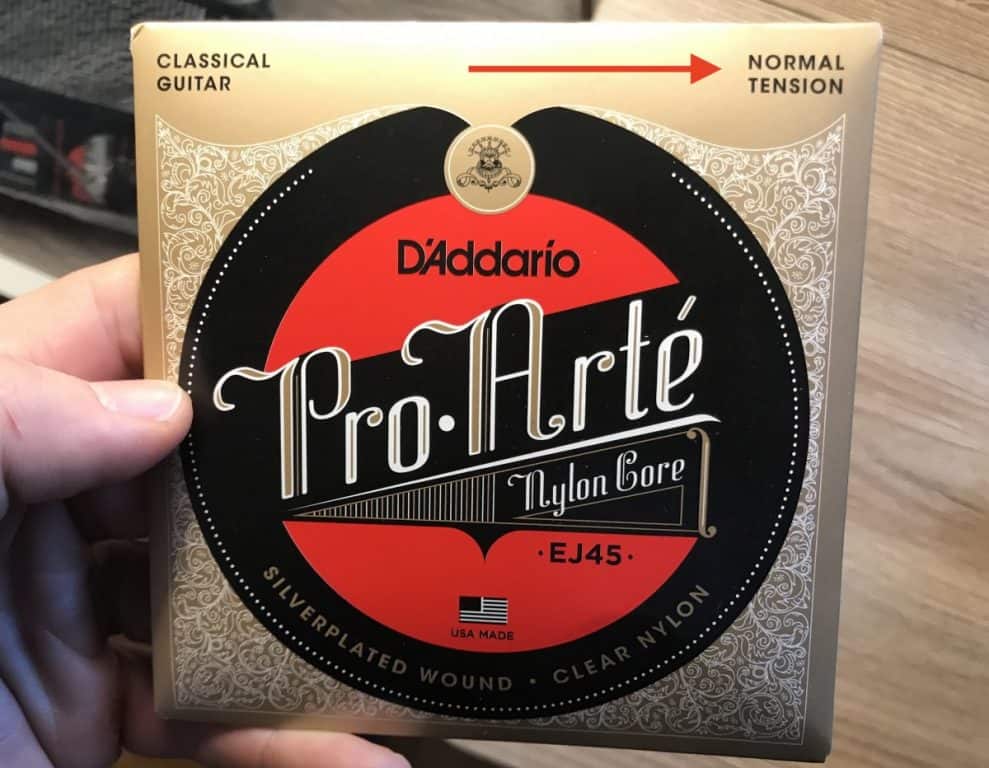 CLASSICAL
GUITAR
NORMAL
TENSION
D'Addario
Pro·Arté
Nylon Core
·EJ45·
USA MADE
SILVERPLATED WOUND · CLEAR NYLON